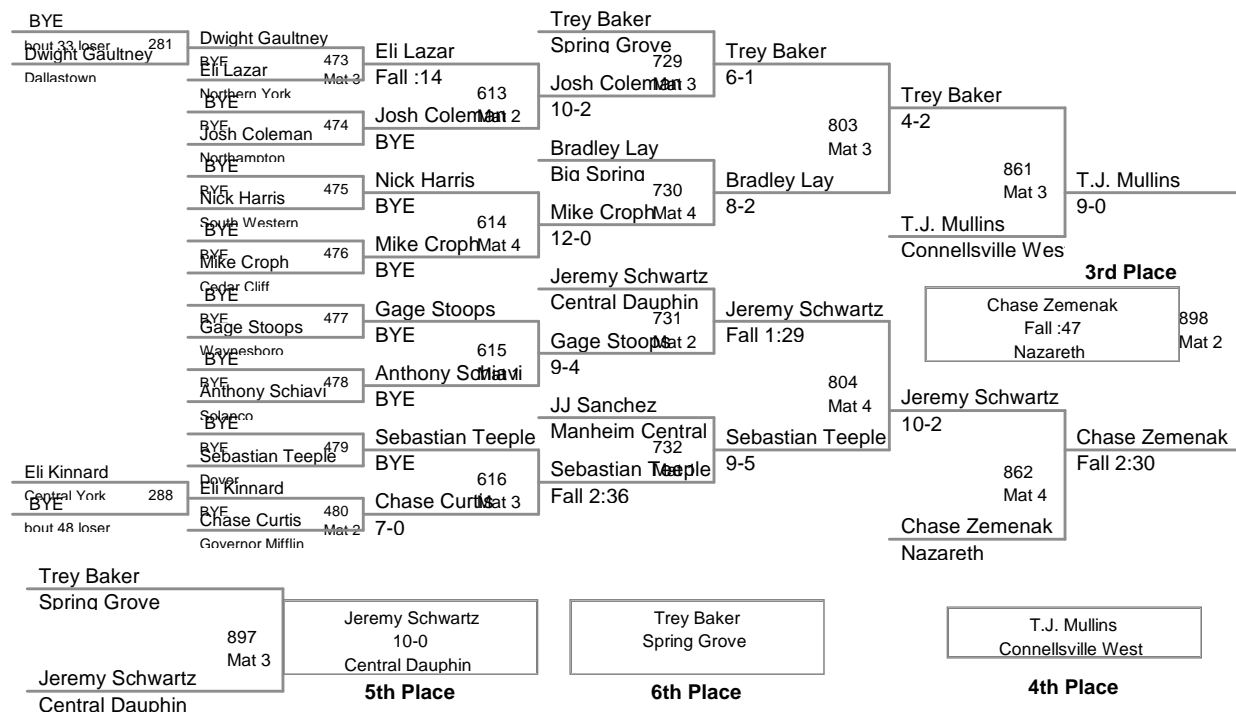 BYE
bout 33 loser 281
Dwight Gaultney
Dallastown
Eli Kinnard
Central York 288
BYE
bout 48 loser
Dwight Gaultney
BYE 473
Eli Lazar Mat 3
Northern York
BYE
BYE 474
Josh Coleman
Northampton
BYE
BYE 475
Nick Harris
South Western
BYE
BYE 476
Mike Croph
Cedar Cliff
BYE
BYE 477
Gage Stoops
Waynesboro
BYE
BYE 478
Anthony Schiavi
Solanco
BYE
BYE 479
Sebastian Teeple
Dover
Eli Kinnard
BYE 480
Chase Curtis Mat 2
Governor Mifflin
Eli Lazar
Fall :14
613
Mat 2
Josh Coleman
BYE
Nick Harris
BYE
614
Mat 4
Mike Croph
BYE
Gage Stoops
BYE
615
Mat 1
Anthony Schiavi
BYE
Sebastian Teeple
BYE
616
Mat 3
Chase Curtis
7-0
Trey Baker
Spring Grove
729
Mat 3
Josh Coleman
10-2
Bradley Lay
Big Spring
730
Mat 4
Mike Croph
12-0
Jeremy Schwartz
Central Dauphin
731
Mat 2
Gage Stoops
9-4
JJ Sanchez
Manheim Central
732
Mat 1
Sebastian Teeple
Fall 2:36
Trey Baker
6-1
803
Mat 3
Bradley Lay
8-2
Jeremy Schwartz
Fall 1:29
804
Mat 4
Sebastian Teeple
9-5
Trey Baker
4-2
861
Mat 3
T.J. Mullins
Connellsville Wes
Jeremy Schwartz
10-2
862
Mat 4
Chase Zemenak
Nazareth
T.J. Mullins
9-0
3rd Place
Chase Zemenak
Fall :47
Nazareth
898
Mat 2
Chase Zemenak
Fall 2:30
Trey Baker
Spring Grove
897
Mat 3
Jeremy Schwartz
Central Dauphin
Jeremy Schwartz
10-0
Central Dauphin
5th Place
Trey Baker
Spring Grove
6th Place
T.J. Mullins
Connellsville West
4th Place